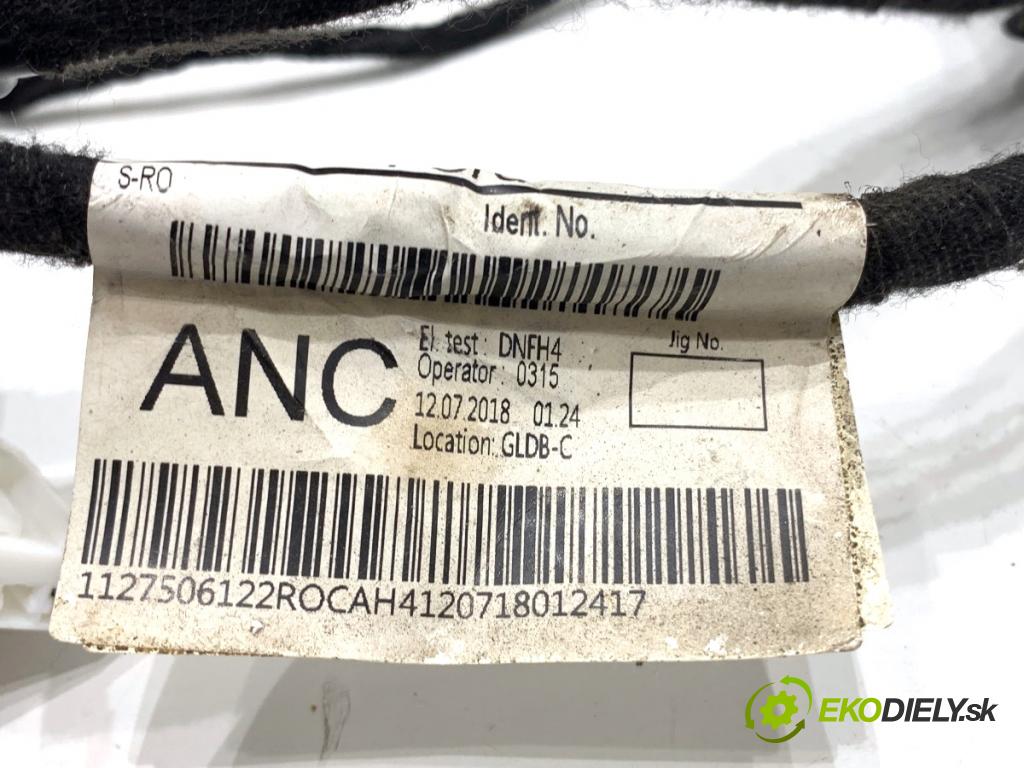 S-RO
Ident. No.
ANC
El. test : DNFH4
Operator : 0315
12.07.2018 01.24
Location: GLDB-C
Jig No.
1127506122ROCAH4120718012417
EKODIELY.sk